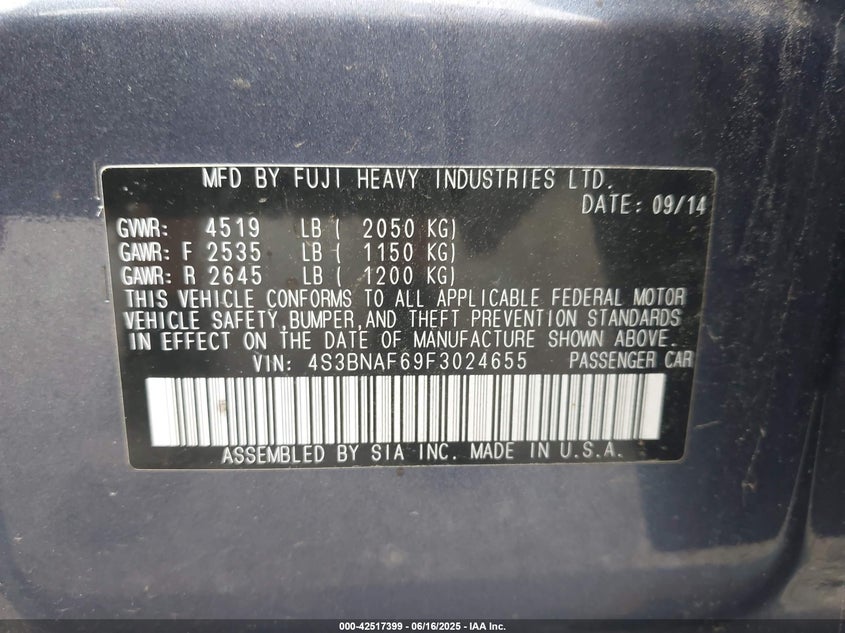 MFD BY FUJI HEAVY INDUSTRIES LTD.
DATE: 09/14
GVWR: 4519 LB ( 2050 KG)
GAWR: F 2535 LB ( 1150 KG)
GAWR: R 2645 LB ( 1200 KG)
THIS VEHICLE CONFORMS TO ALL APPLICABLE FEDERAL MOTOR
VEHICLE SAFETY, BUMPER, AND THEFT PREVENTION STANDARDS
IN EFFECT ON THE DATE OF MANUFACTURE SHOWN ABOVE.
VIN: 4S3BNAF69F3024655 PASSENGER CAR
ASSEMBLED BY SIA INC. MADE IN U.S.A.
000-42517399 - 06/16/2025 - IAA Inc.